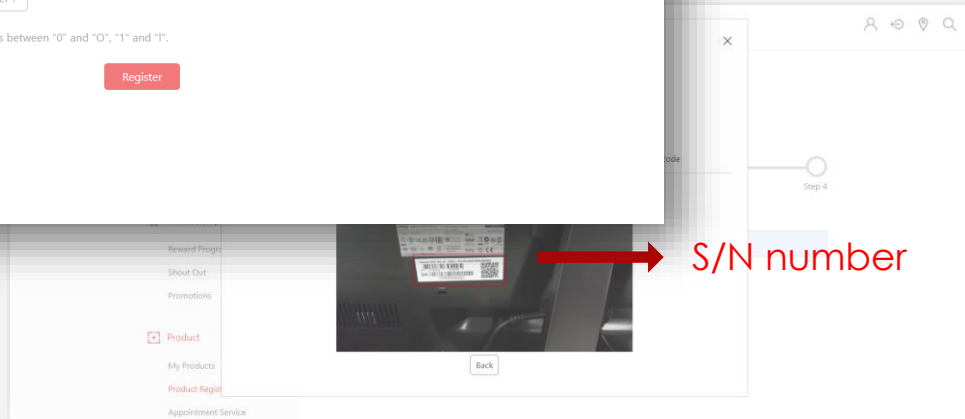 s between "0" and "O", "1" and "l".
Register
code
Step 4
S/N number
Reward Progr
Shout Out
Promotions
Product
My Products
Product Regist
Appointment Service
Back